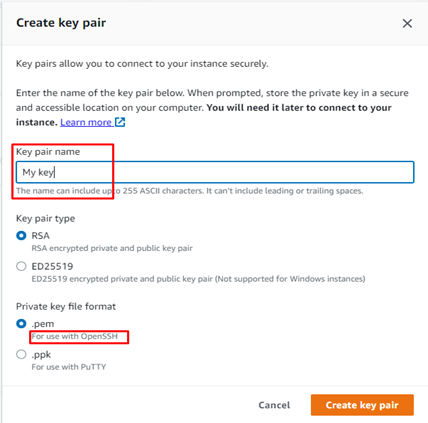 Create key pair
Key pairs allow you to connect to your instance securely.
Enter the name of the key pair below. When prompted, store the private key in a secure
and accessible location on your computer. You will need it later to connect to your
instance. Learn more
Key pair name
My key
The name can include upto 255 ASCII characters. It can't include leading or trailing spaces.
Key pair type
RSA
RSA encrypted private and public key pair
ED25519
ED25519 encrypted private and public key pair (Not supported for Windows instances)
Private key file format
.pem
For use with OpenSSH
.ppk
For use with PuTTY
Cancel
Create key pair